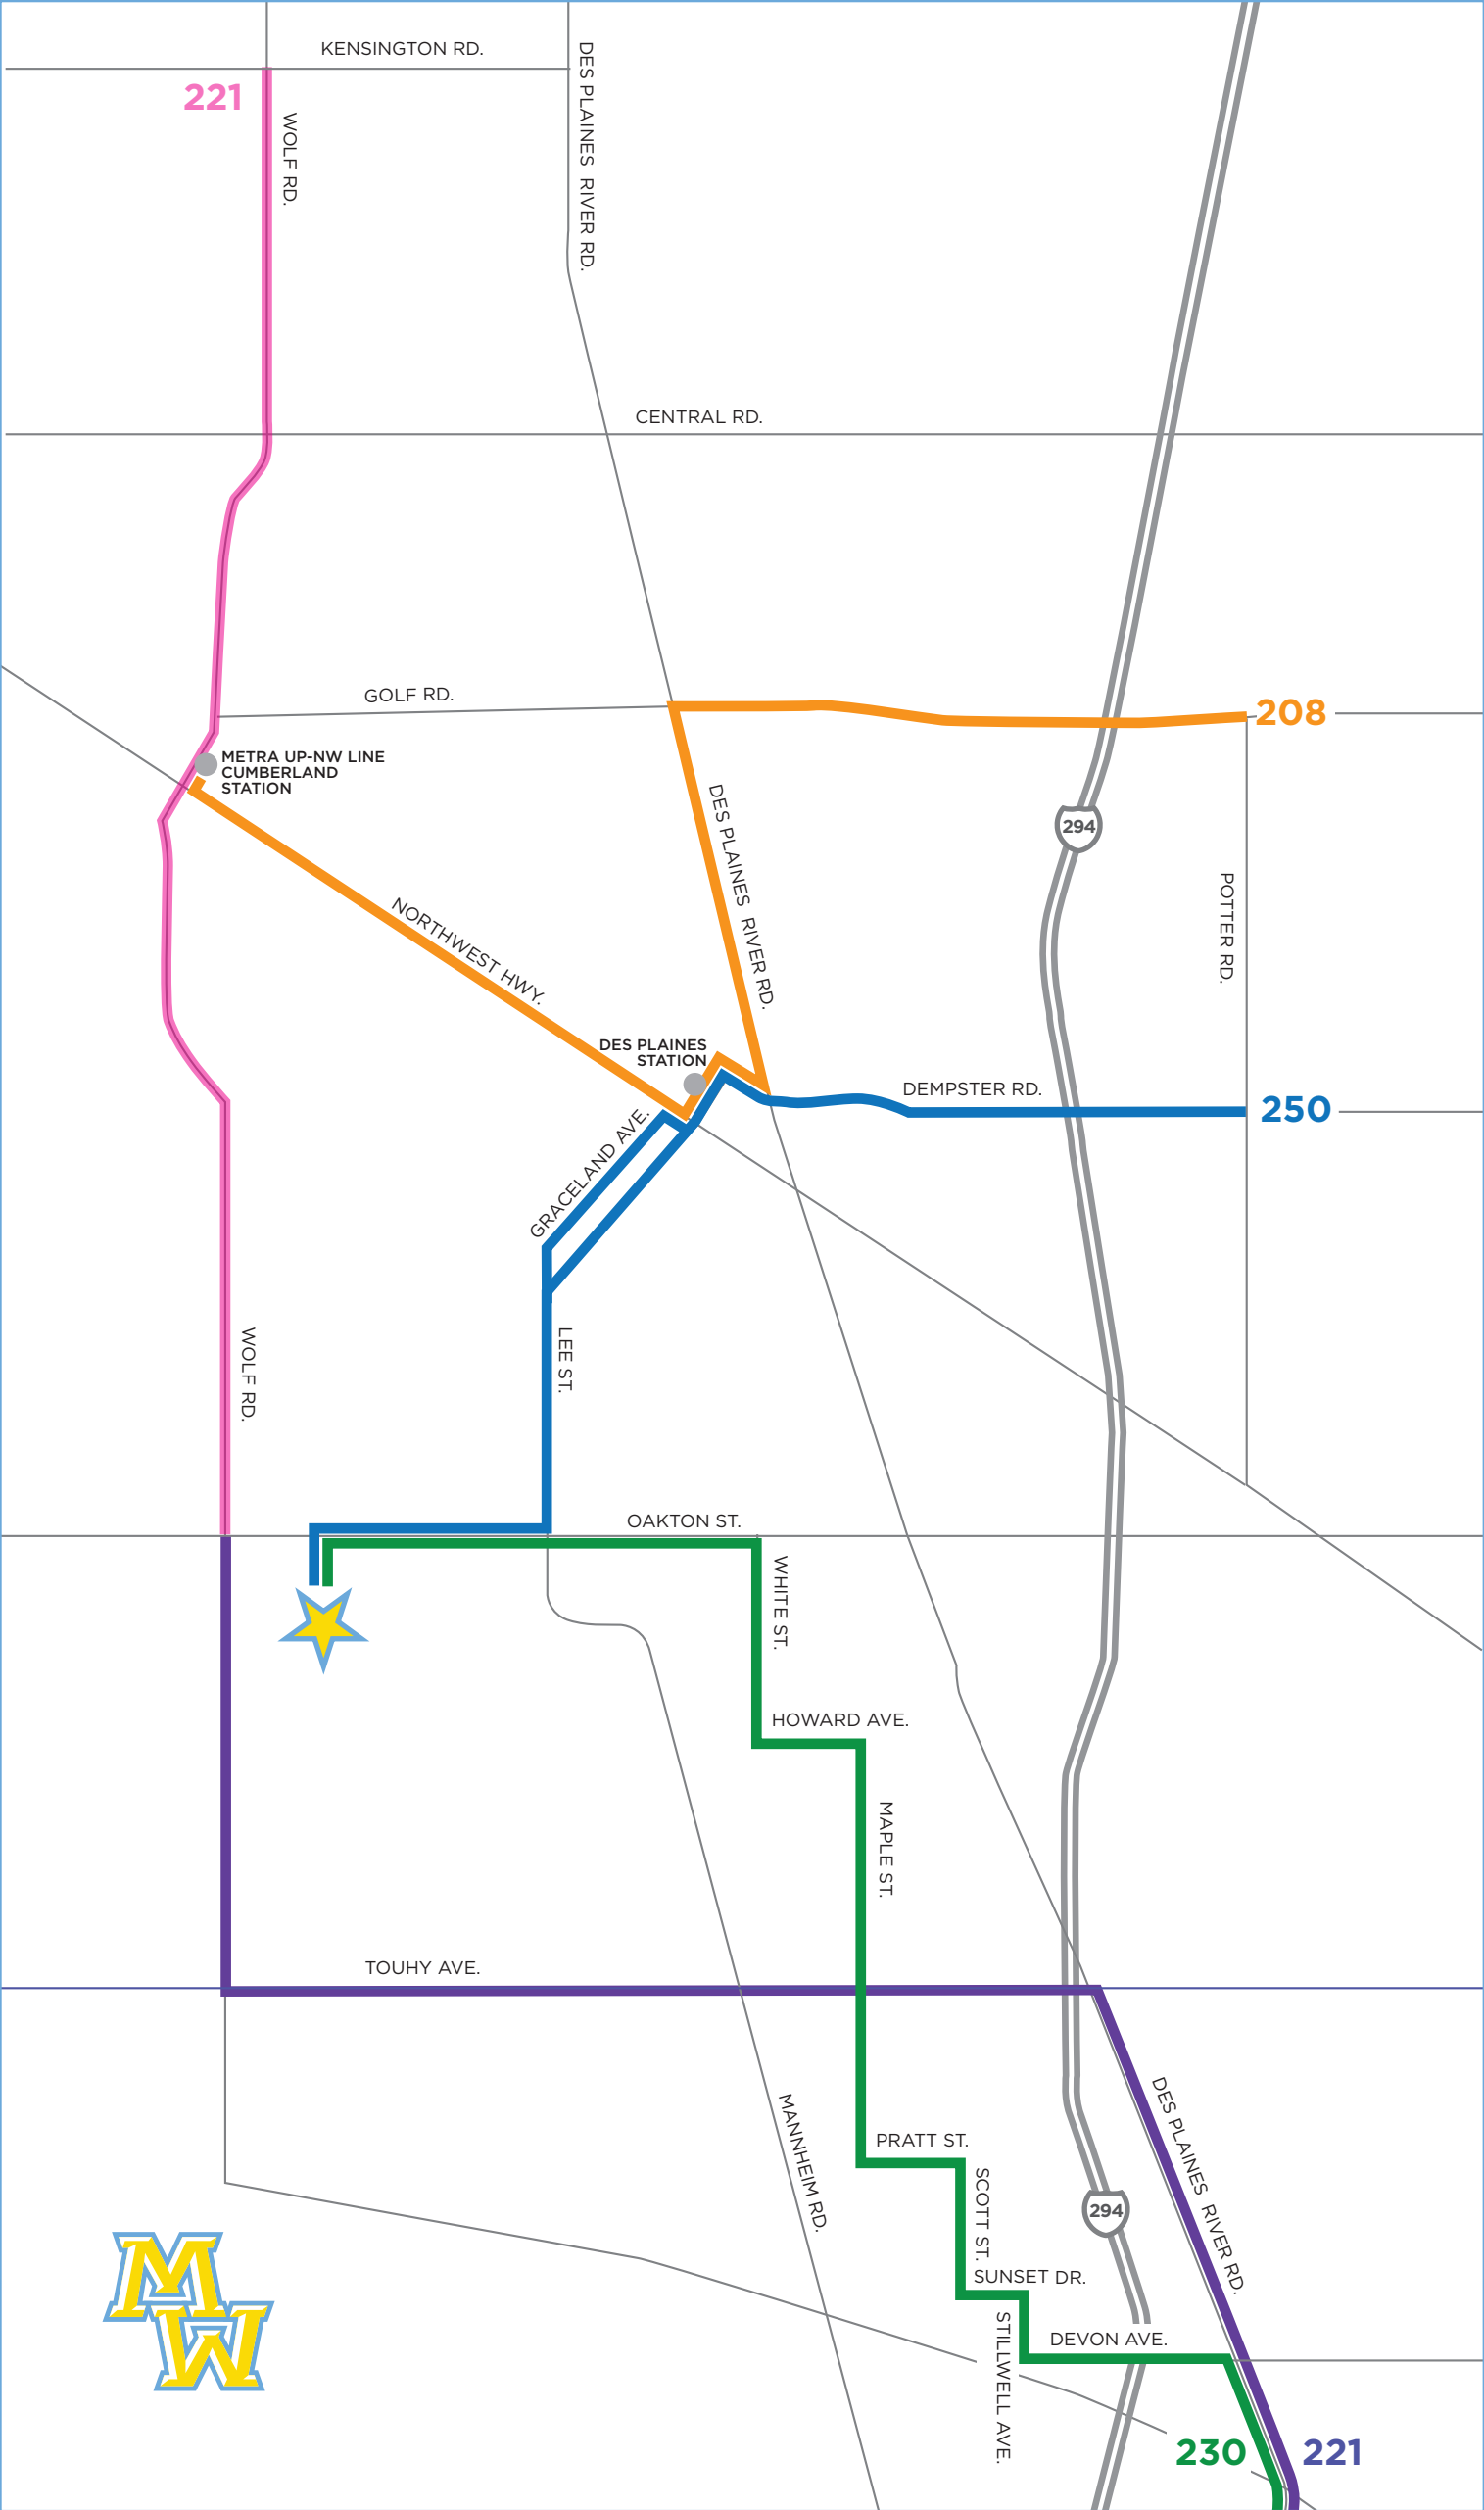 KENSINGTON RD.
221
WOLF RD.
DES PLAINES RIVER RD.
CENTRAL RD.
GOLF RD.
208
METRA UP-NW LINE
CUMBERLAND
STATION
DES PLAINES RIVER RD.
294
POTTER RD.
NORTHWEST HWY.
DES PLAINES
STATION
DEMPSTER RD.
250
GRACELAND AVE.
WOLF RD.
LEE ST.
OAKTON ST.
WHITE ST.
HOWARD AVE.
MAPLE ST.
TOUHY AVE.
MANNHEIM RD.
DES PLAINES RIVER RD.
PRATT ST.
SCOTT ST.
294
SUNSET DR.
STILLWELL AVE.
DEVON AVE.
MW
230
221